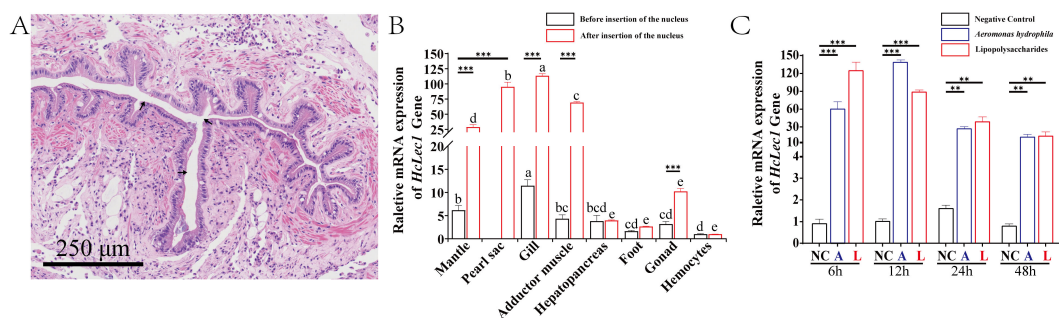 A
250 μm
B
Before insertion of the nucleus
After insertion of the nucleus
Raletive mRNA expression
of HcLec1 Gene
125
100
75
50
25
15
10
5
0
*** *** *** *** ***
b d b a a bc c bcd e cd e cd e d e
Mantle
Pearl sac
Gill
Adductor muscle
Hepatopancreas
Foot
Gonad
Hemocytes
C
Negative Control
Aeromonas hydrophila
Lipopolysaccharides
Raletive mRNA expression
of HcLec1 Gene
150
120
90
60
30
10
4
3
2
1
0
*** *** ** **
*** *** ** **
NC A L NC A L NC A L NC A L
6h 12h 24h 48h